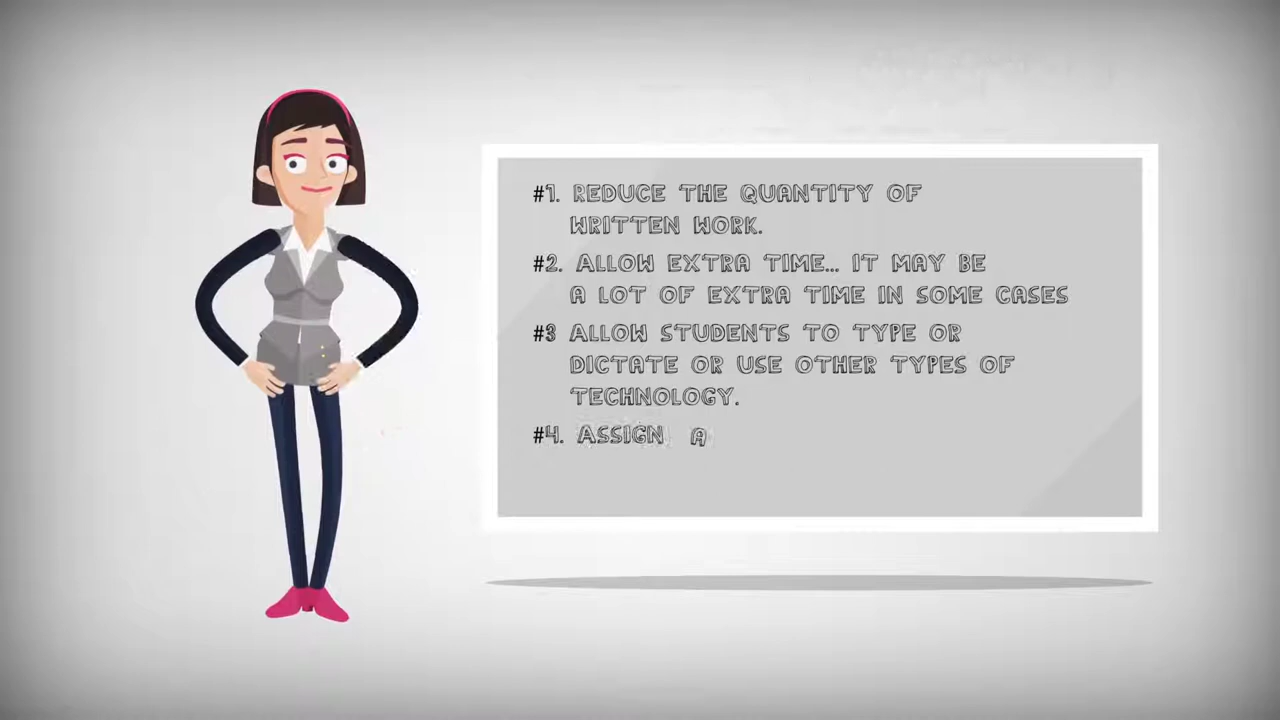 #1. REDUCE THE QUANTITY OF
WRITTEN WORK.
#2. ALLOW EXTRA TIME... IT MAY BE
A LOT OF EXTRA TIME IN SOME CASES
#3 ALLOW STUDENTS TO TYPE OR
DICTATE OR USE OTHER TYPES OF
TECHNOLOGY.
#4. ASSIGN A